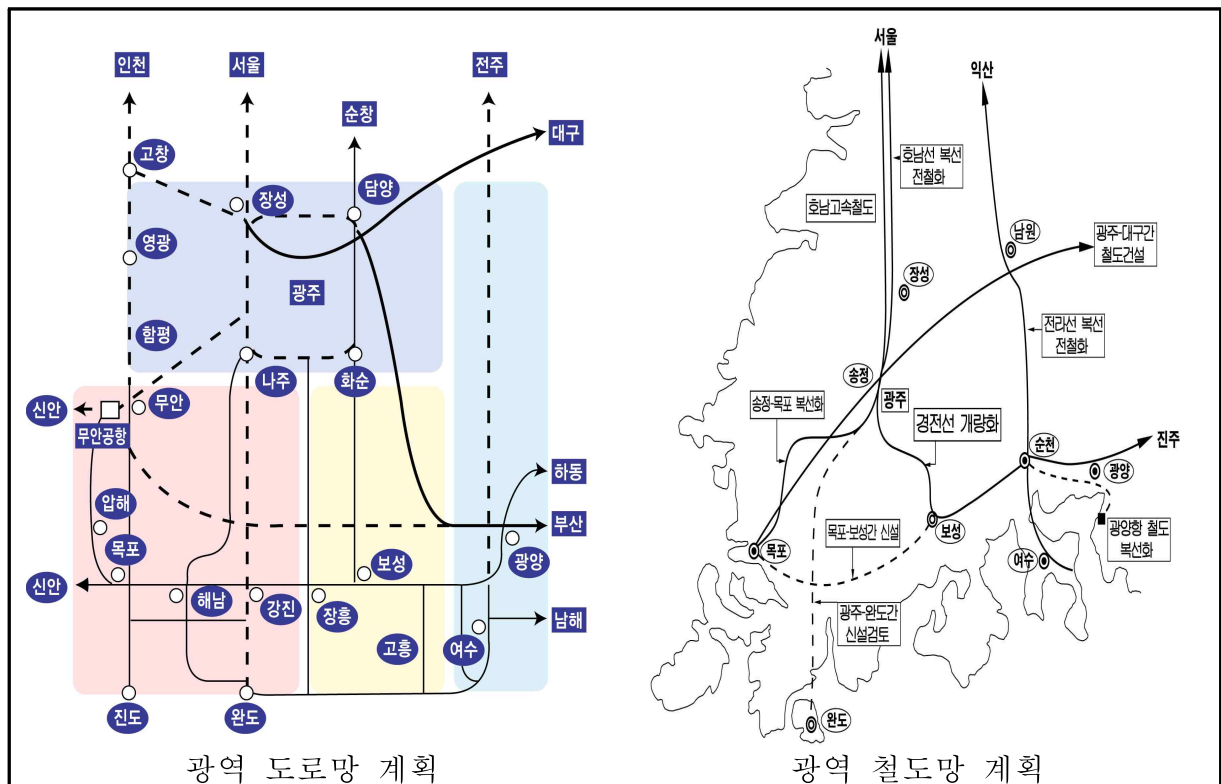 인천
서울
전주
순창
대구
고창
장성
담양
영광
광주
함평
나주
화순
신안
무안
무안공항
하동
압해
부산
목포
보성
광양
신안
해남
강진
장흥
남해
고흥
여수
진도
완도
광역 도로망 계획
서울
익산
호남선 복선
전철화
호남고속철도
남원
광주-대구간
철도건설
장성
전라선 복선
전철화
송정
광주
송정-목포 복선화
경전선 개량화
진주
순천
광양
목포-보성간 신설
보성
광양항 철도
복선화
목포
여수
광주-완도간
신설검토
완도
광역 철도망 계획